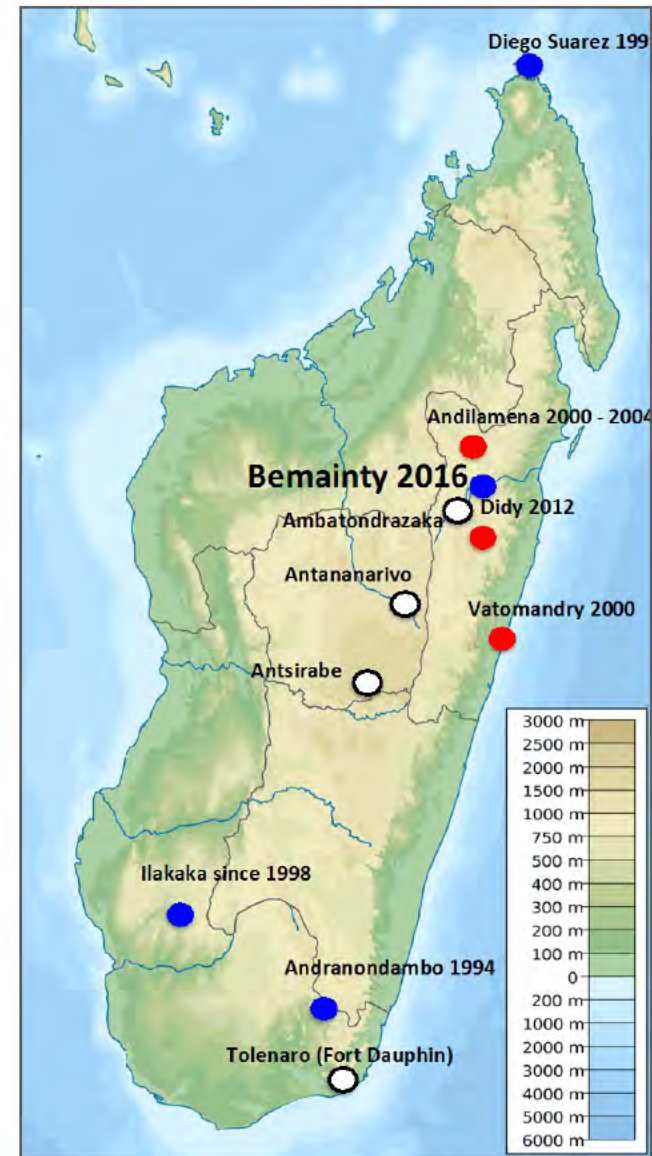 Diego Suarez 199
Andilamena 2000 - 2004
Bemainty 2016
Didy 2012
Ambatondrazaka
Antananarivo
Vatomandry 2000
Antsirabe
3000 m
2500 m
2000 m
1500 m
1000 m
750 m
500 m
400 m
300 m
200 m
100 m
0
200 m
1000 m
2000 m
3000 m
4000 m
5000 m
6000 m
Ilakaka since 1998
Andranondambo 1994
Tolenaro (Fort Dauphin)